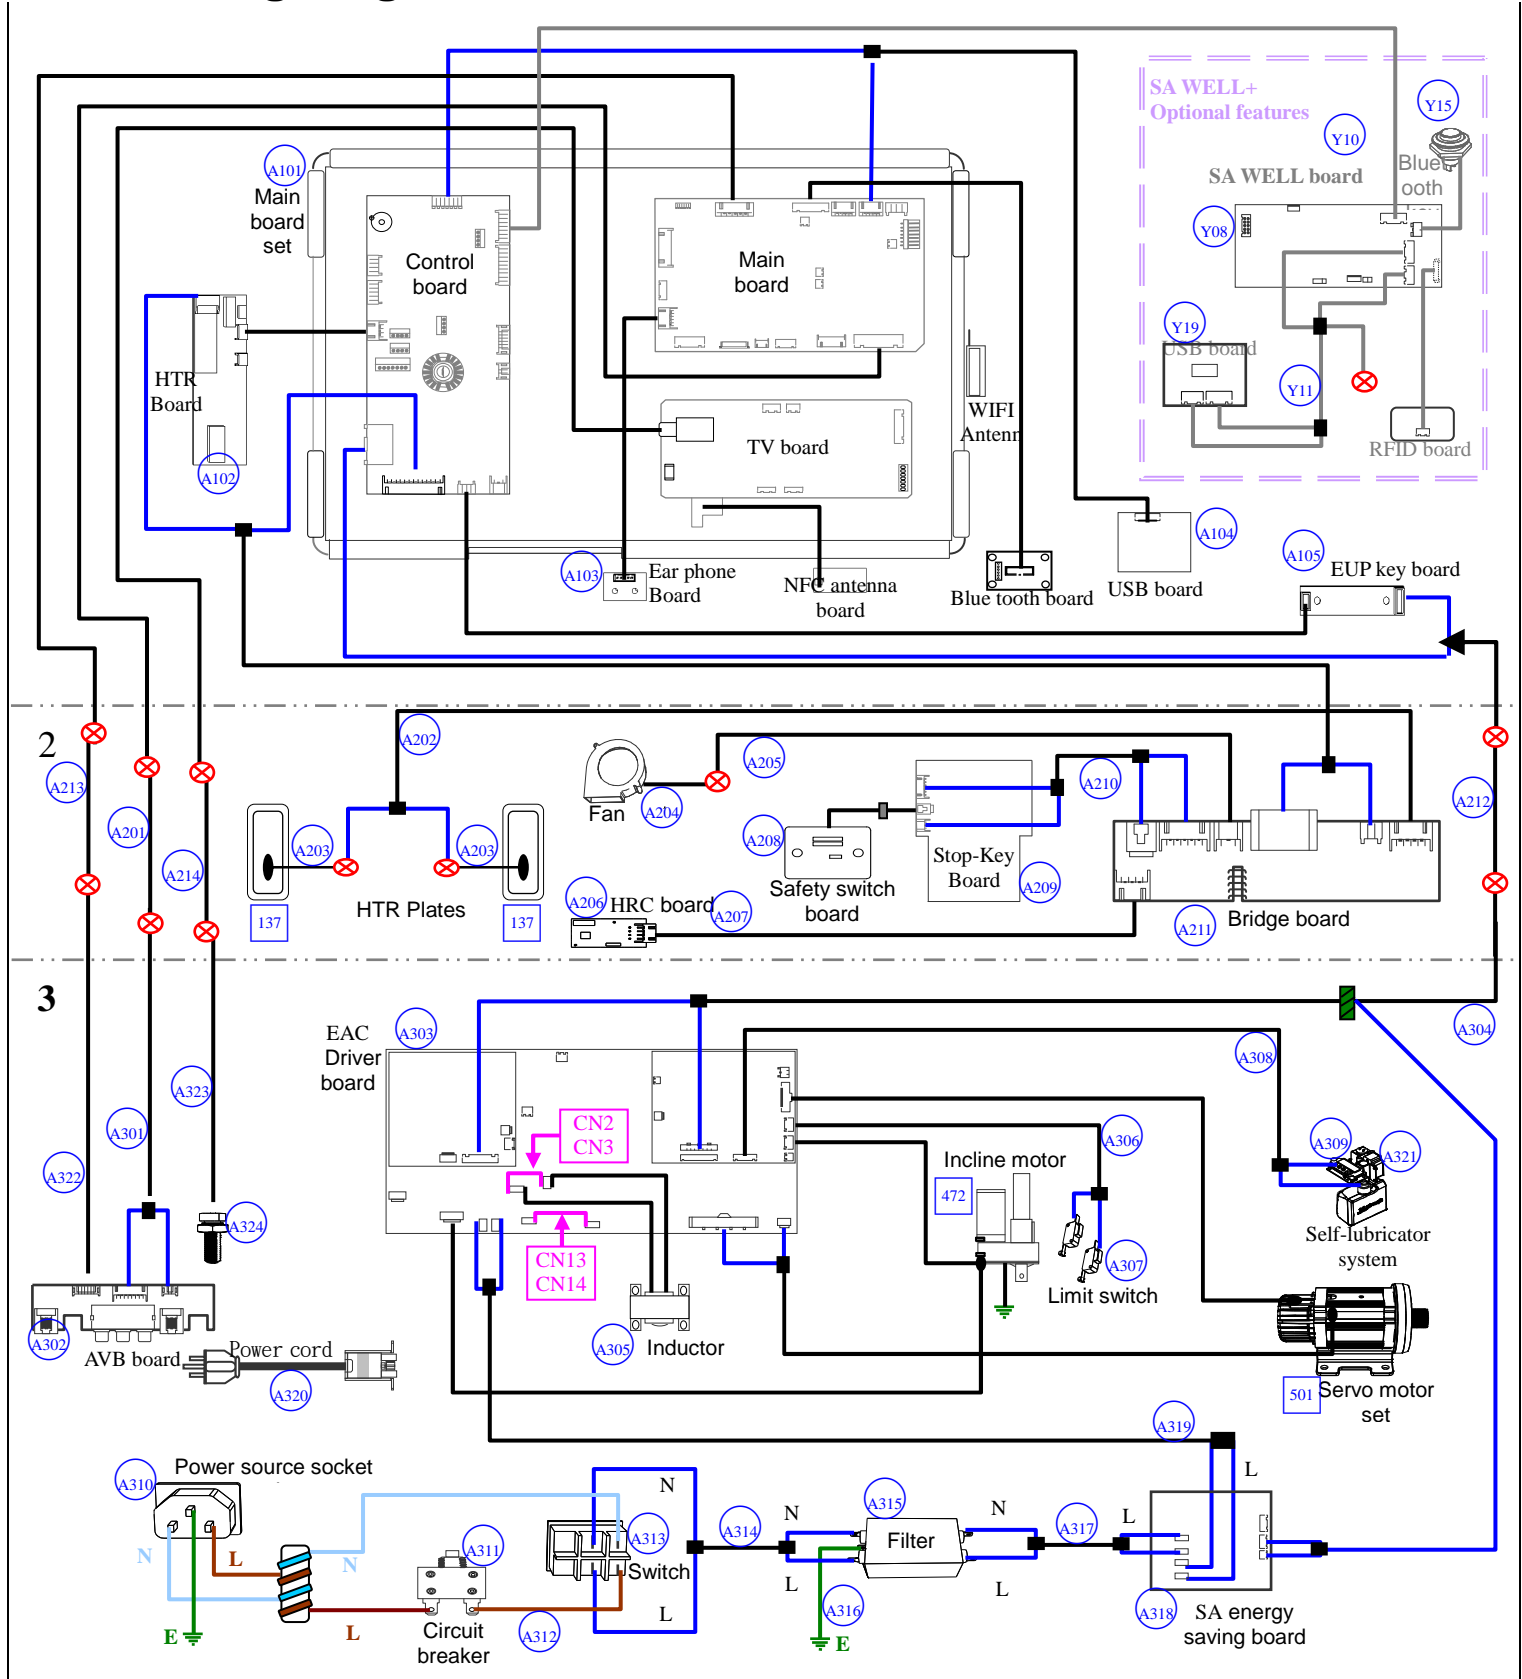 SA WELL+
Optional features
Y15
Y10
A101
Main
board
set
SA WELL board
Blue
ooth
Y08
Control
board
Main
board
HTR
Board
A102
Y19
USB board
Y11
RFID board
WIFI
Antenn
TV board
A103
Ear phone
Board
NFC antenna
board
Blue tooth board
A104
USB board
A105
EUP key board
2
A213
A201
A214
A202
A203
A203
137
137
HTR Plates
Fan
A204
A205
A208
Safety switch
board
Stop-Key
Board
A209
A210
A212
A206
HRC board
A207
A211
Bridge board
3
EAC
Driver
board
A303
A304
A308
A323
A301
A322
CN2
CN3
CN13
CN14
Incline motor
472
A306
A307
Limit switch
A309
A321
Self-lubricator
system
A324
A302
AVB board
Power cord
A320
A305
Inductor
501
Servo motor
set
A319
L
A310
Power source socket
N
L
E
N
L
A311
Circuit
breaker
A312
A313
Switch
N
L
A314
N
L
A315
Filter
A316
E
N
L
A317
L
A318
SA energy
saving board